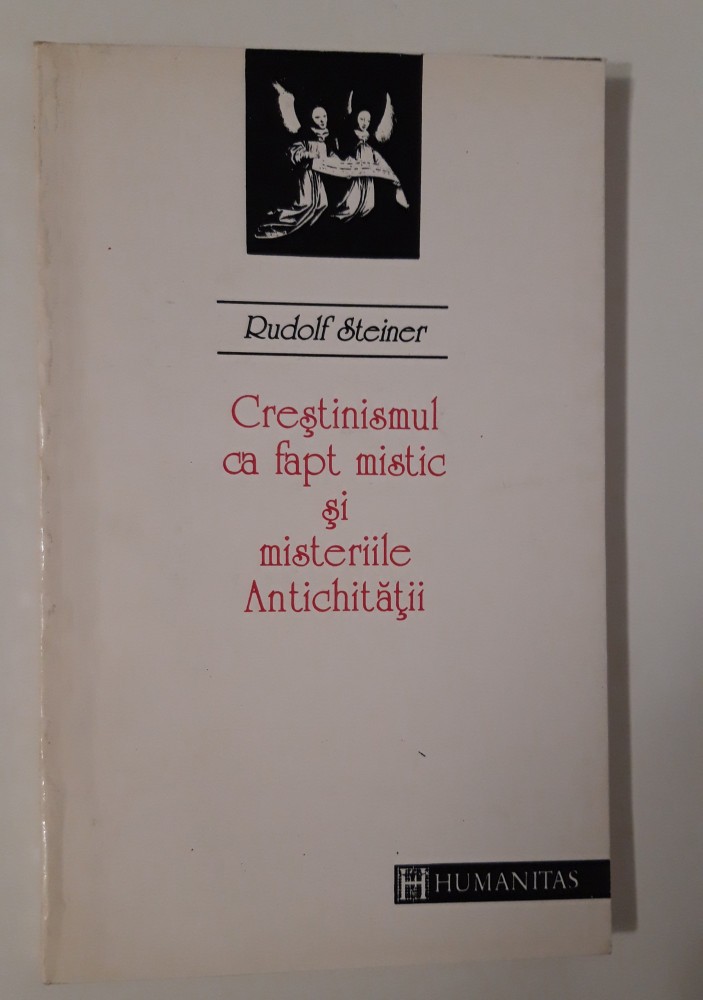 Rudolf Steiner
Creştinismul
ca fapt mistic
şi
misteriile
Antichităţii
HUMANITAS